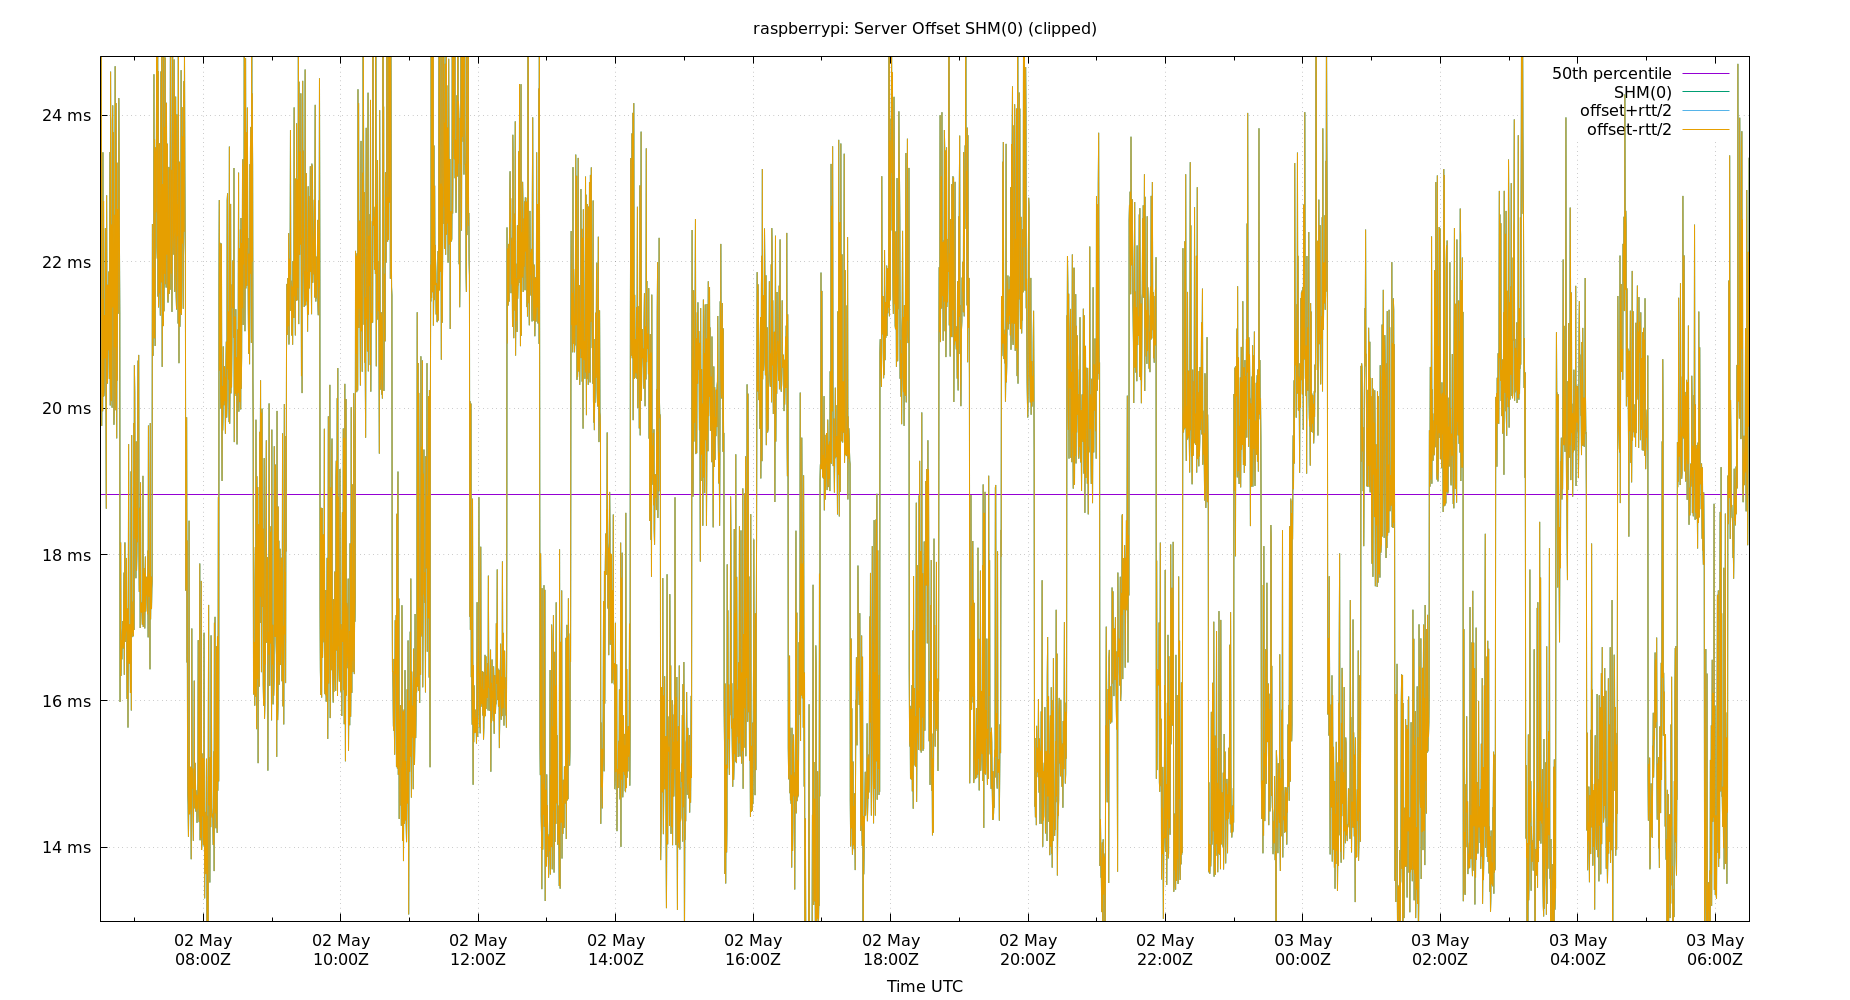 raspberrypi: Server Offset SHM(0) (clipped)
50th percentile
SHM(0)
offset+rtt/2
offset-rtt/2
24 ms
22 ms
20 ms
18 ms
16 ms
14 ms
02 May 02 May 02 May 02 May 02 May 02 May 02 May 02 May 03 May 03 May 03 May 03 May
08:00Z 10:00Z 12:00Z 14:00Z 16:00Z 18:00Z 20:00Z 22:00Z 00:00Z 02:00Z 04:00Z 06:00Z
Time UTC